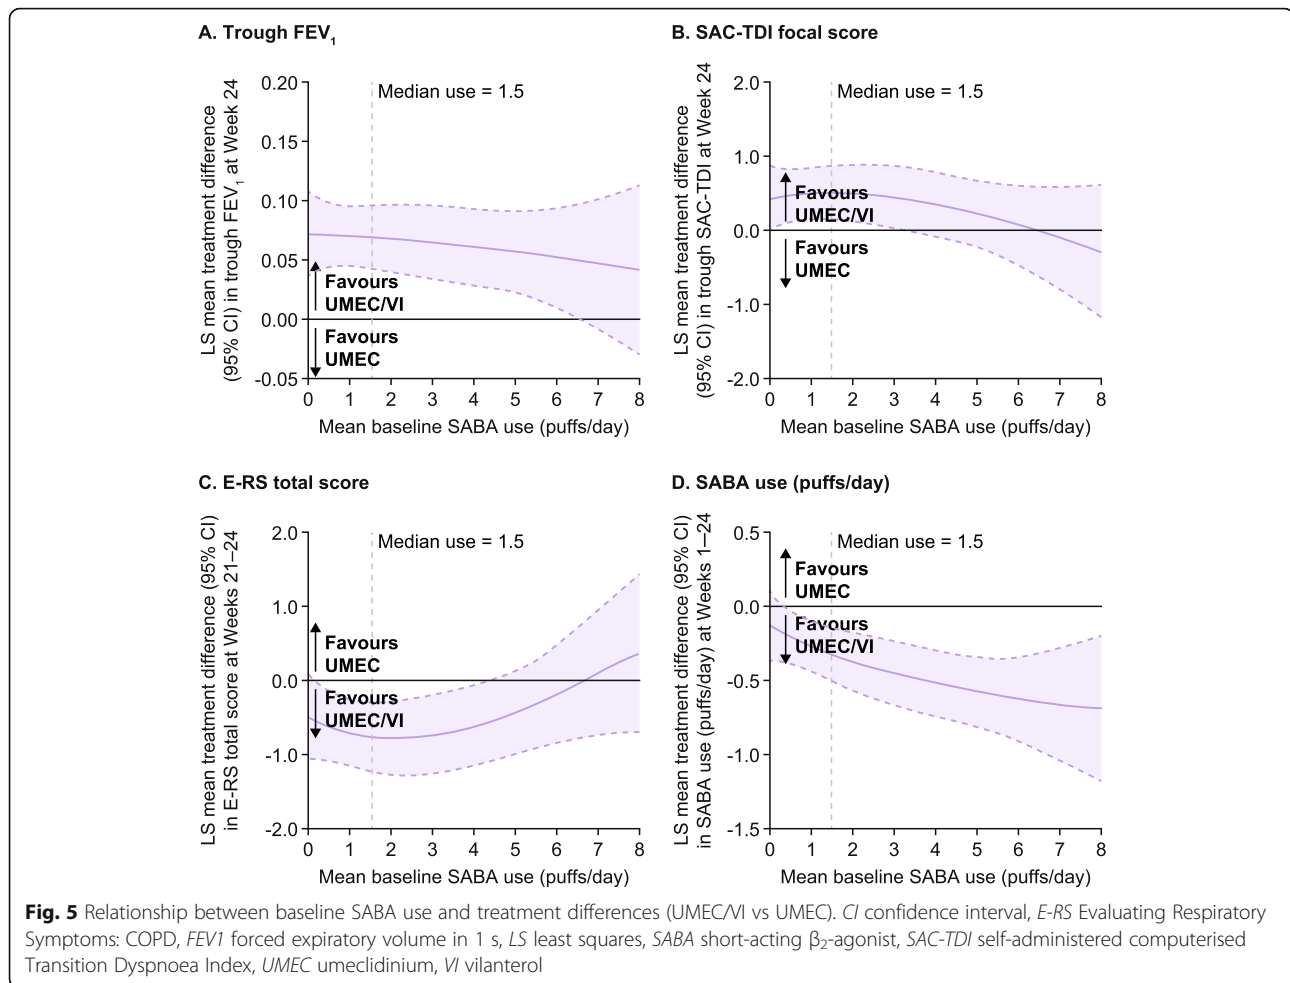 A. Trough FEV1
LS mean treatment difference
(95% CI) in trough FEV1 at Week 24
0.20
0.15
0.10
0.05
0.00
-0.05
Median use = 1.5
Favours
UMEC/VI
Favours
UMEC
0 1 2 3 4 5 6 7 8
Mean baseline SABA use (puffs/day)
B. SAC-TDI focal score
LS mean treatment difference
(95% CI) in trough SAC-TDI at Week 24
2.0
1.0
0.0
-1.0
-2.0
Median use = 1.5
Favours
UMEC/VI
Favours
UMEC
0 1 2 3 4 5 6 7 8
Mean baseline SABA use (puffs/day)
C. E-RS total score
LS mean treatment difference (95% CI)
in E-RS total score at Weeks 21–24
2.0
1.0
0.0
-1.0
-2.0
Median use = 1.5
Favours
UMEC
Favours
UMEC/VI
0 1 2 3 4 5 6 7 8
Mean baseline SABA use (puffs/day)
D. SABA use (puffs/day)
LS mean treatment difference (95% CI)
in SABA use (puffs/day) at Weeks 1–24
0.5
0.0
-0.5
-1.0
-1.5
Median use = 1.5
Favours
UMEC
Favours
UMEC/VI
0 1 2 3 4 5 6 7 8
Mean baseline SABA use (puffs/day)
Fig. 5 Relationship between baseline SABA use and treatment differences (UMEC/VI vs UMEC). CI confidence interval, E-RS Evaluating Respiratory
Symptoms: COPD, FEV1 forced expiratory volume in 1 s, LS least squares, SABA short-acting β2-agonist, SAC-TDI self-administered computerised
Transition Dyspnoea Index, UMEC umeclidinium, VI vilanterol